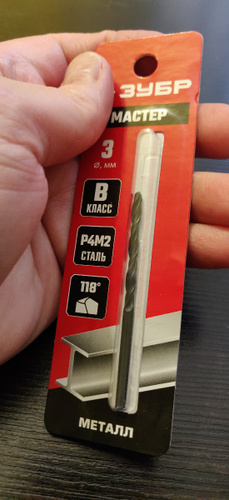 ЗУБР
МАСТЕР
3
Ø, ММ
В
КЛАСС
Р4М2
СТАЛЬ
118°
МЕТАЛЛ